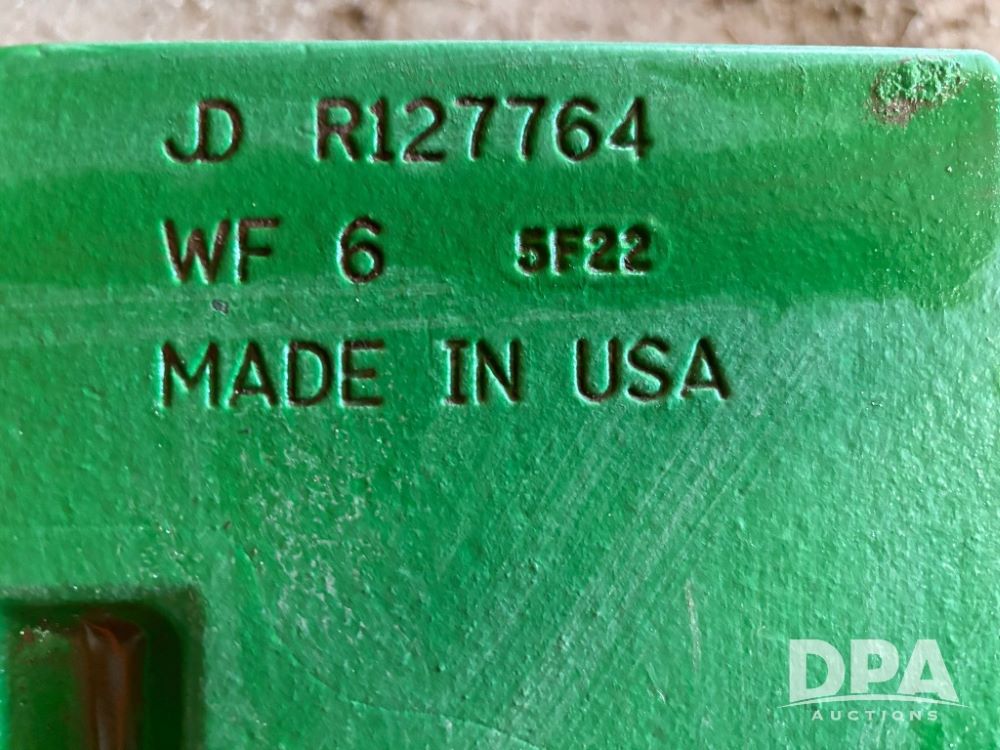 JD R127764
WF 6 5F22
MADE IN USA
DPA
AUCTIONS